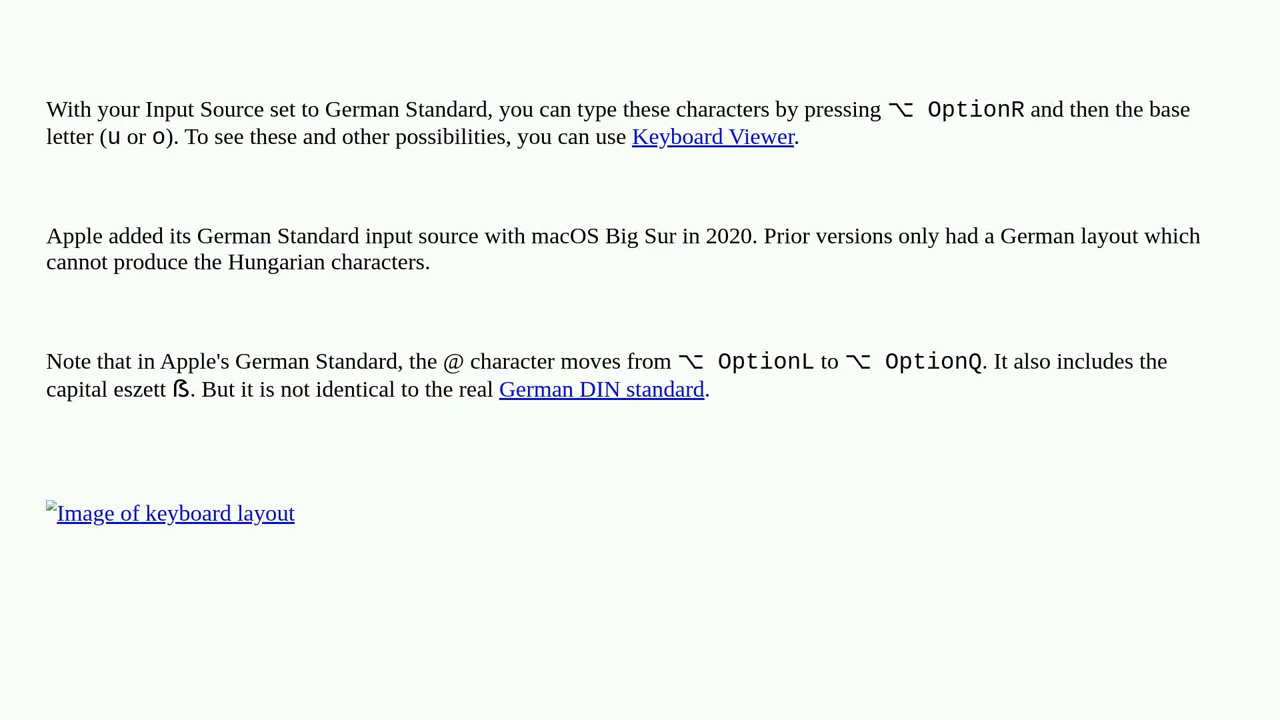 With your Input Source set to German Standard, you can type these characters by pressing ⌥ OptionR and then the base
letter (u or o). To see these and other possibilities, you can use Keyboard Viewer.
Apple added its German Standard input source with macOS Big Sur in 2020. Prior versions only had a German layout which
cannot produce the Hungarian characters.
Note that in Apple's German Standard, the @ character moves from ⌥ OptionL to ⌥ OptionQ. It also includes the
capital eszett ẞ. But it is not identical to the real German DIN standard.
Image of keyboard layout